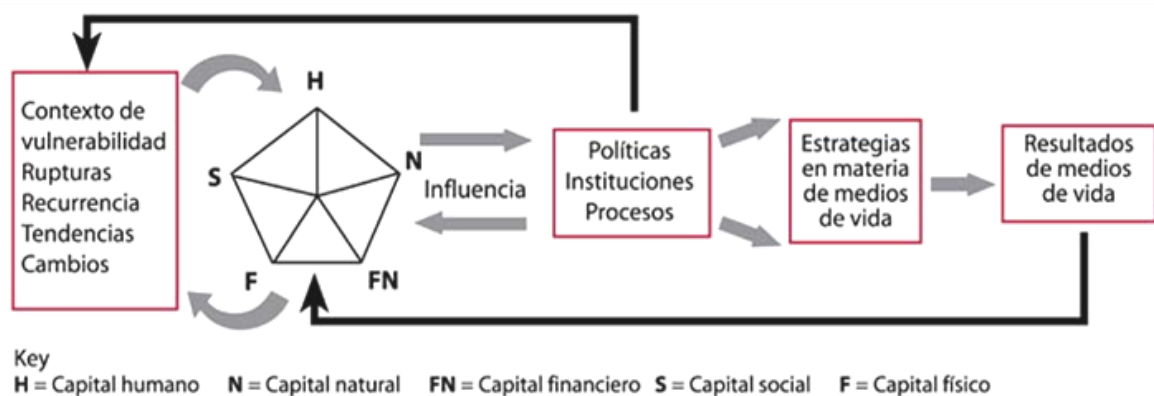 Contexto de
vulnerabilidad
Rupturas
Recurrencia
Tendencias
Cambios
H
S
N
F
FN
Influencia
Políticas
Instituciones
Procesos
Estrategias
en materia
de medios
de vida
Resultados
de medios
de vida
Key
H = Capital humano N = Capital natural FN = Capital financiero S = Capital social F = Capital físico